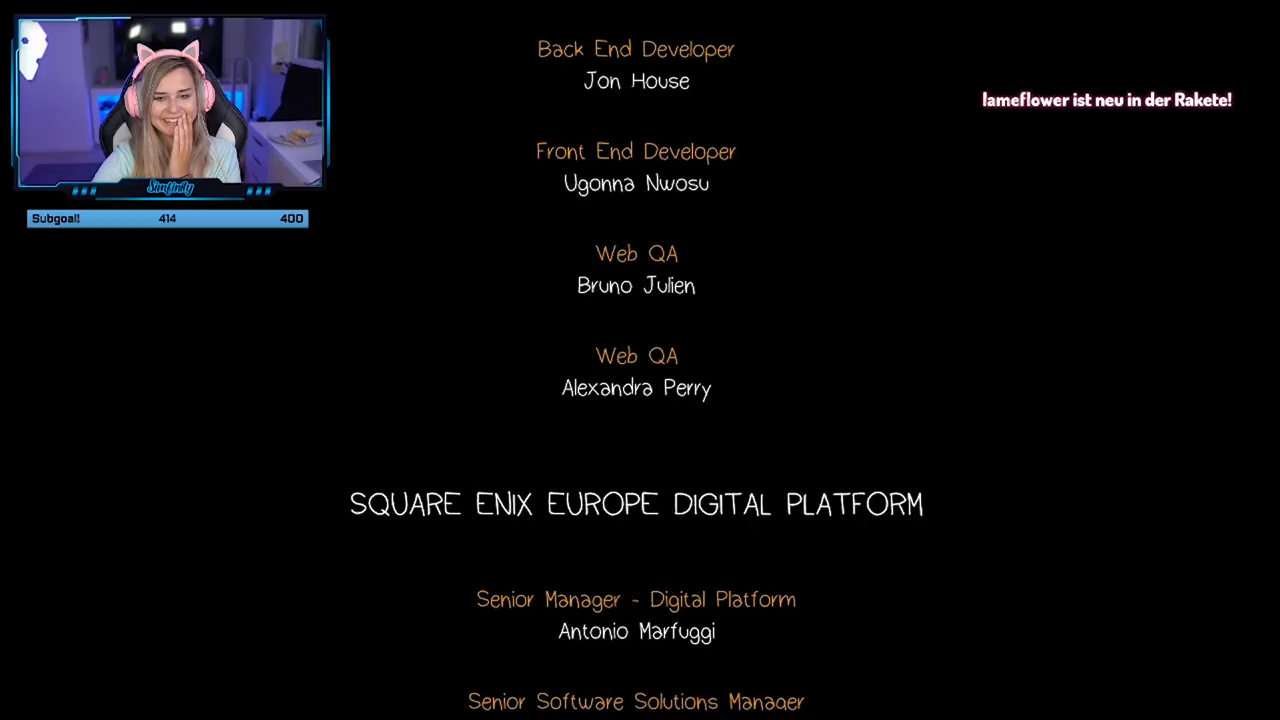 Back End Developer
Jon House
lameflower ist neu in der Rakete!
Front End Developer
Ugonna Nwosu
Simfinity
Subgoal! 414 400
Web QA
Bruno Julien
Web QA
Alexandra Perry
SQUARE ENIX EUROPE DIGITAL PLATFORM
Senior Manager - Digital Platform
Antonio Marfuggi
Senior Software Solutions Manager